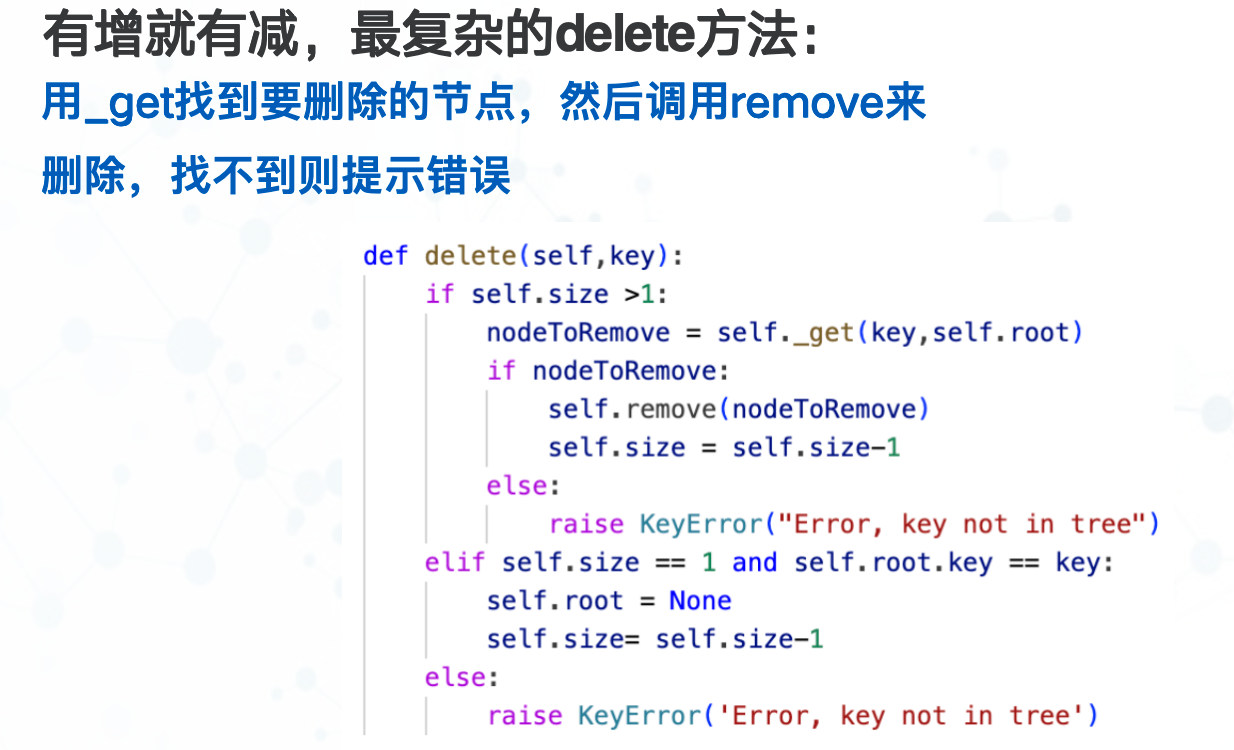 有增就有减，最复杂的delete方法：
用_get找到要删除的节点，然后调用remove来
删除，找不到则提示错误
def delete(self,key):
    if self.size >1:
        nodeToRemove = self._get(key,self.root)
        if nodeToRemove:
            self.remove(nodeToRemove)
            self.size = self.size-1
        else:
            raise KeyError("Error, key not in tree")
    elif self.size == 1 and self.root.key == key:
        self.root = None
        self.size= self.size-1
    else:
        raise KeyError('Error, key not in tree')